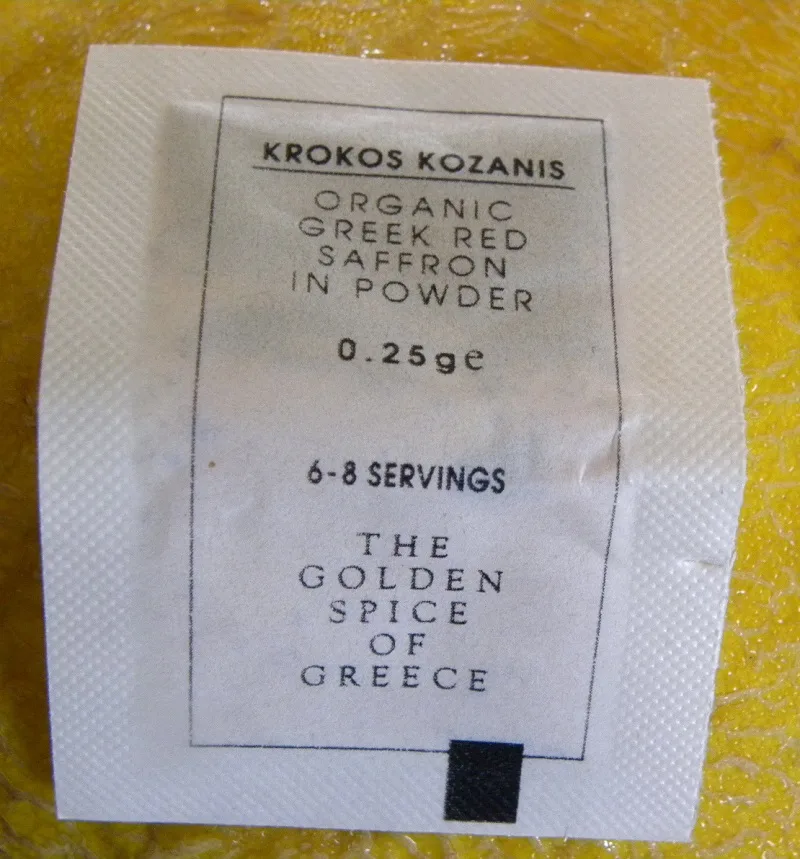 KROKOS KOZANIS
ORGANIC
GREEK RED
SAFFRON
IN POWDER
0.25g℮
6-8 SERVINGS
THE
GOLDEN
SPICE
OF
GREECE